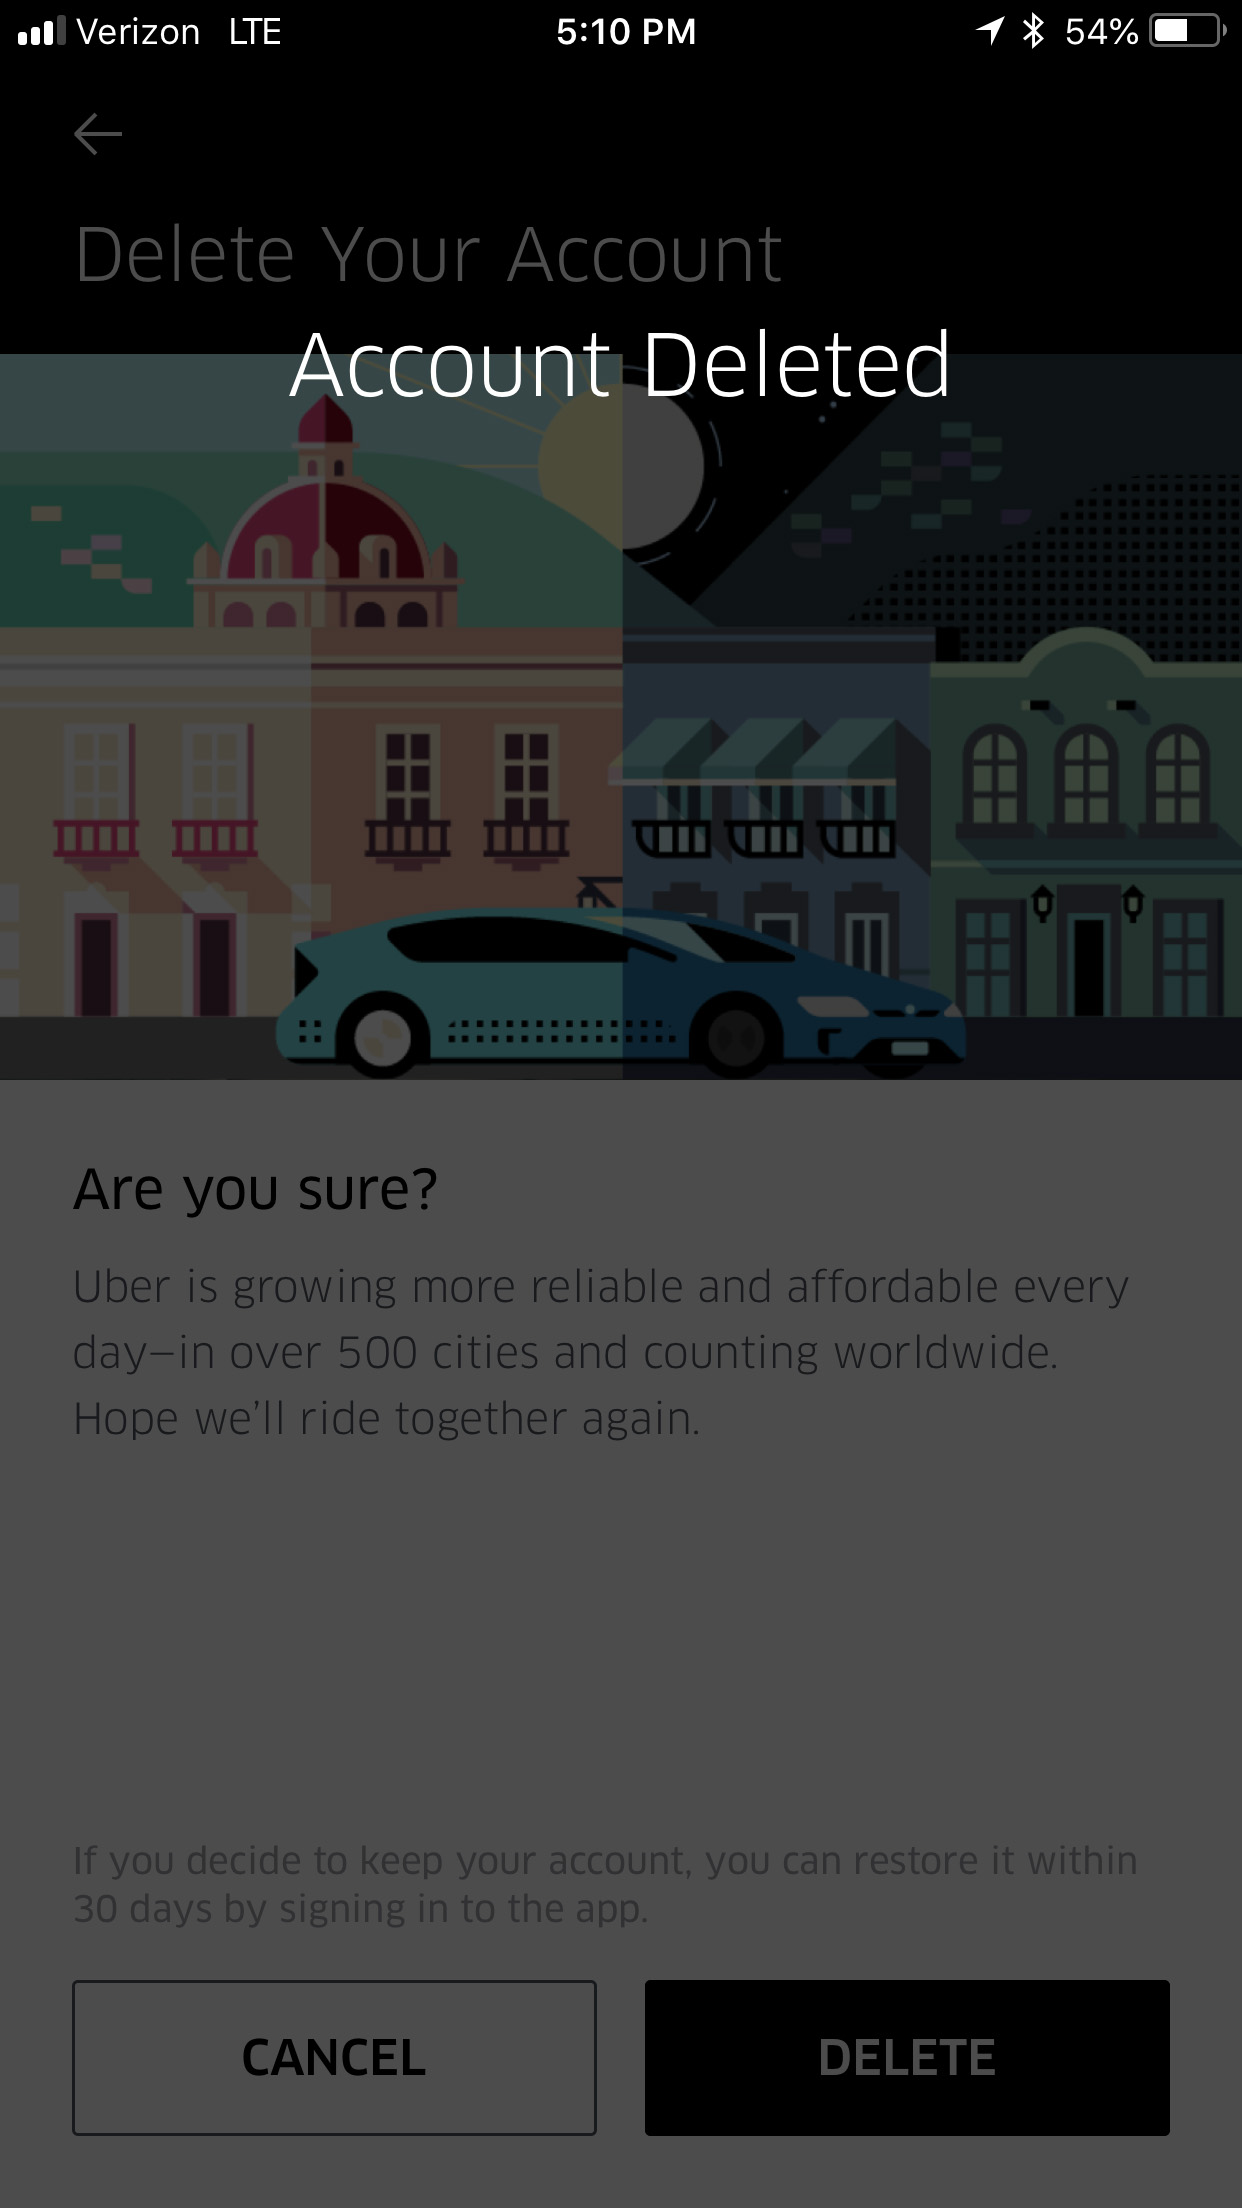 Verizon LTE 5:10 PM 54%
Delete Your Account
Account Deleted
Are you sure?
Uber is growing more reliable and affordable every
day—in over 500 cities and counting worldwide.
Hope we’ll ride together again.
If you decide to keep your account, you can restore it within
30 days by signing in to the app.
CANCEL DELETE